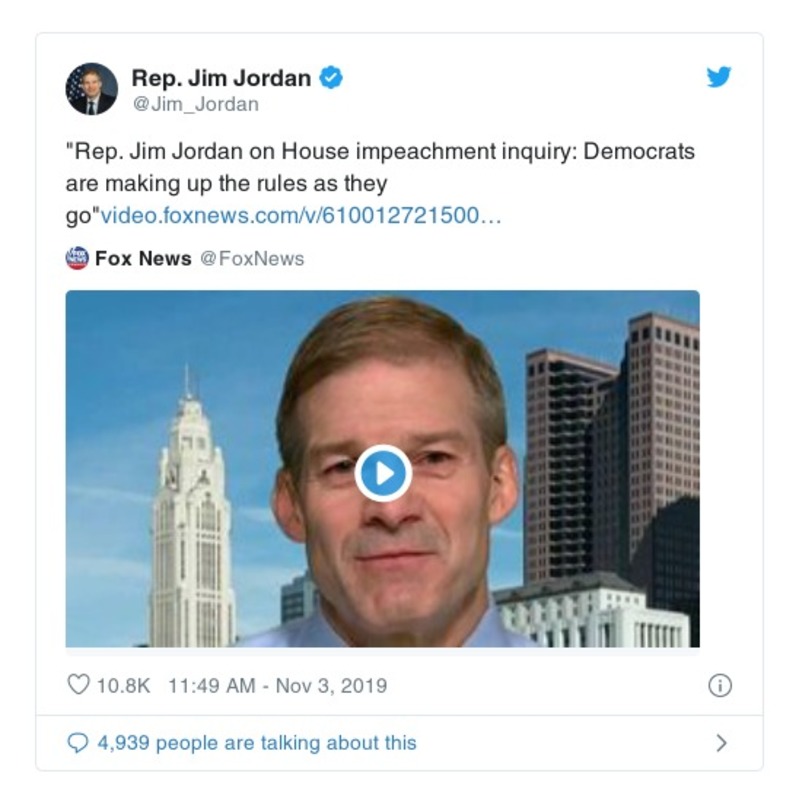 Rep. Jim Jordan
@Jim_Jordan
"Rep. Jim Jordan on House impeachment inquiry: Democrats
are making up the rules as they
go"video.foxnews.com/v/610012721500…
Fox News @FoxNews
10.8K 11:49 AM - Nov 3, 2019
4,939 people are talking about this